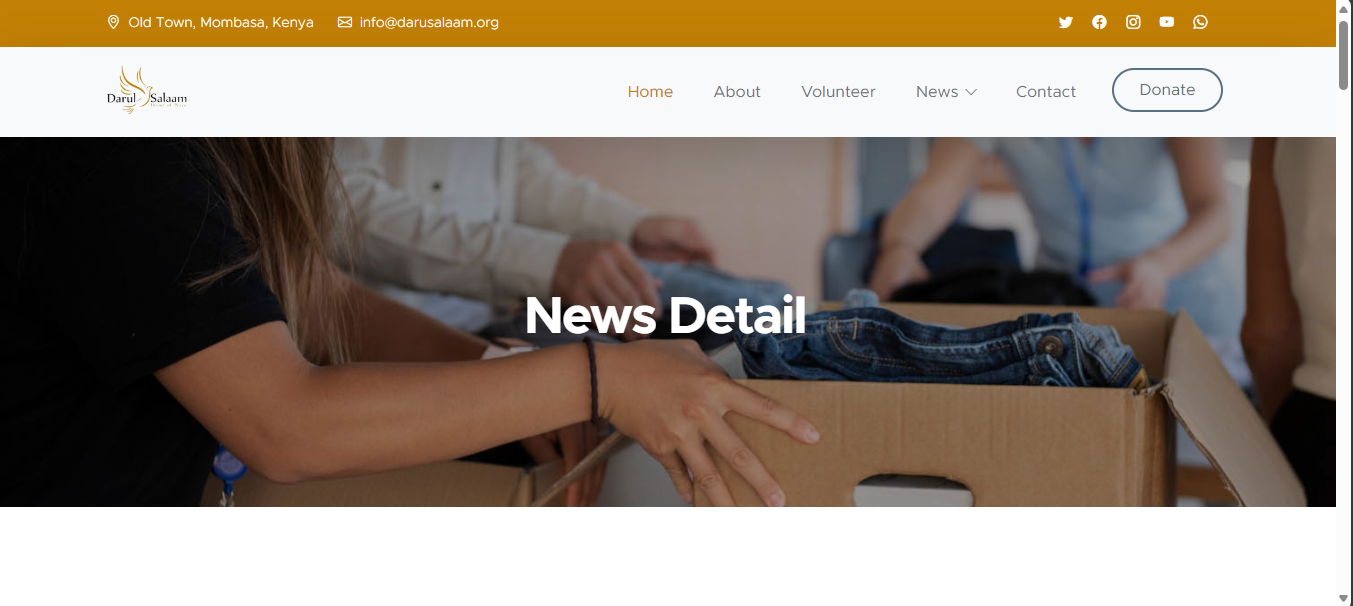 Old Town, Mombasa, Kenya info@darusalaam.org
Darul Salaam
Home About Volunteer News Contact Donate
News Detail